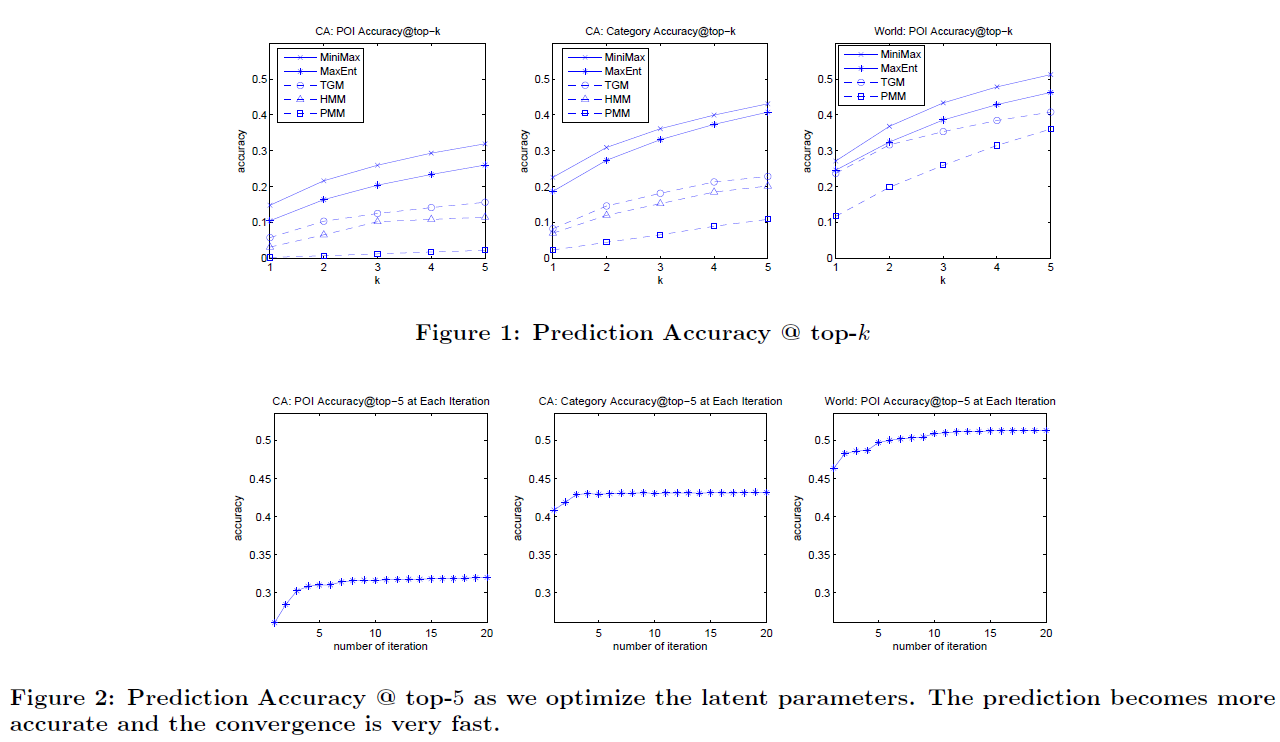 CA: POI Accuracy@top−k
accuracy
0.5
0.4
0.3
0.2
0.1
0
1 2 3 4 5
k
MiniMax
MaxEnt
TGM
HMM
PMM
CA: Category Accuracy@top−k
accuracy
0.5
0.4
0.3
0.2
0.1
0
1 2 3 4 5
k
MiniMax
MaxEnt
TGM
HMM
PMM
World: POI Accuracy@top−k
accuracy
0.5
0.4
0.3
0.2
0.1
0
1 2 3 4 5
k
MiniMax
MaxEnt
TGM
PMM
Figure 1: Prediction Accuracy @ top-k
CA: POI Accuracy@top−5 at Each Iteration
accuracy
0.5
0.45
0.4
0.35
0.3
5 10 15 20
number of iteration
CA: Category Accuracy@top−5 at Each Iteration
accuracy
0.5
0.45
0.4
0.35
0.3
5 10 15 20
number of iteration
World: POI Accuracy@top−5 at Each Iteration
accuracy
0.5
0.45
0.4
0.35
0.3
5 10 15 20
number of iteration
Figure 2: Prediction Accuracy @ top-5 as we optimize the latent parameters. The prediction becomes more
accurate and the convergence is very fast.